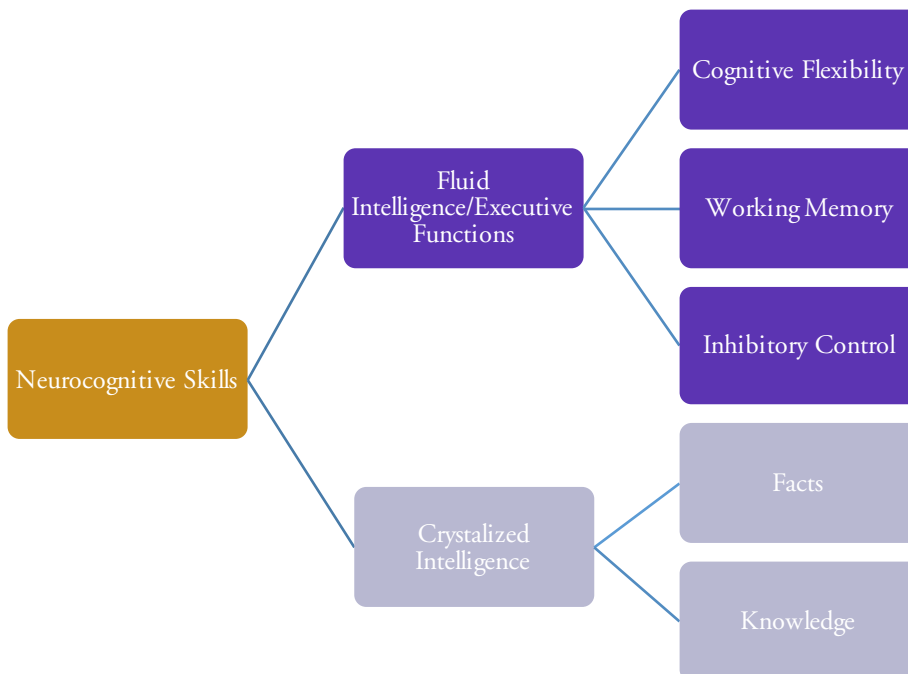 Cognitive Flexibility
Fluid
Intelligence/Executive
Functions
Working Memory
Inhibitory Control
Neurocognitive Skills
Facts
Crystalized
Intelligence
Knowledge